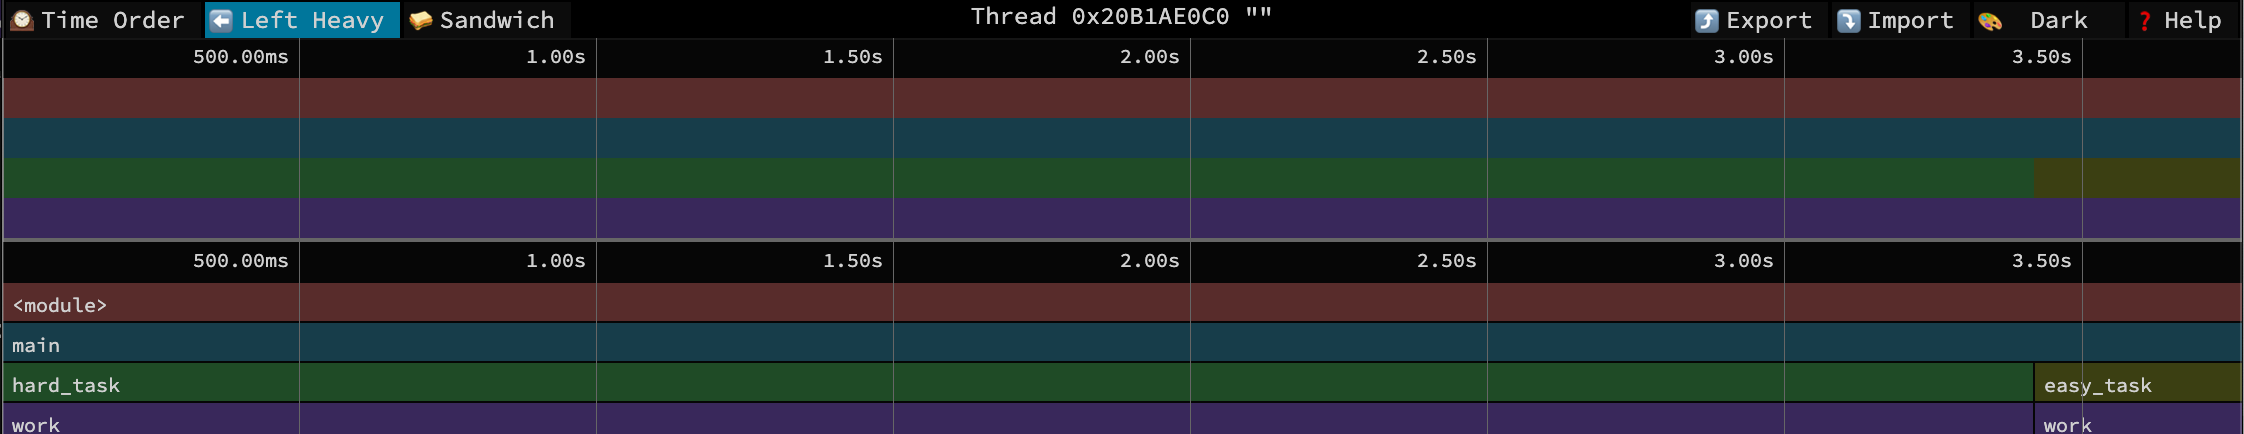 Time Order Left Heavy Sandwich Thread 0x20B1AE0C0 "" Export Import Dark Help
500.00ms 1.00s 1.50s 2.00s 2.50s 3.00s 3.50s
500.00ms 1.00s 1.50s 2.00s 2.50s 3.00s 3.50s
<module>
main
hard_task easy_task
work work